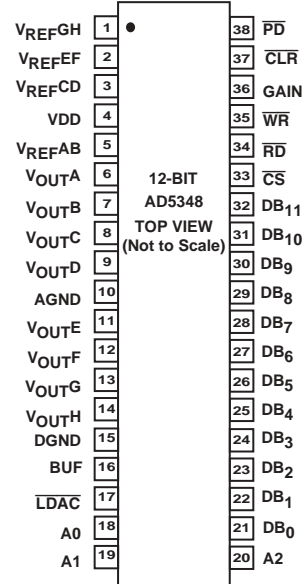 VREFGH 1
VREFEF 2
VREFCD 3
VDD 4
VREFAB 5
VOUTA 6
VOUTB 7
VOUTC 8
VOUTD 9
AGND 10
VOUTE 11
VOUTF 12
VOUTG 13
VOUTH 14
DGND 15
BUF 16
LDAC 17
A0 18
A1 19
12-BIT
AD5348
TOP VIEW
(Not to Scale)
38 PD
37 CLR
36 GAIN
35 WR
34 RD
33 CS
32 DB11
31 DB10
30 DB9
29 DB8
28 DB7
27 DB6
26 DB5
25 DB4
24 DB3
23 DB2
22 DB1
21 DB0
20 A2